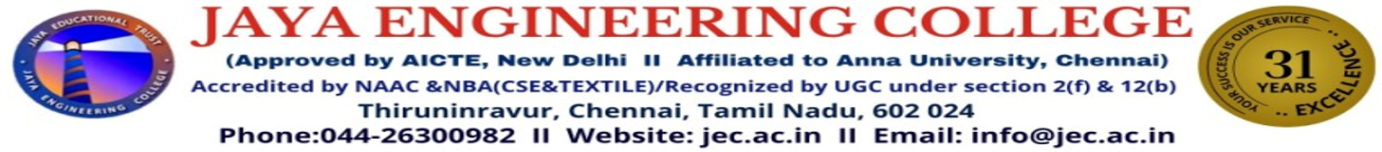 JAYA EDUCATIONAL TRUST
JAYA ENGINEERING COLLEGE
JAYA ENGINEERING COLLEGE
(Approved by AICTE, New Delhi II Affiliated to Anna University, Chennai)
Accredited by NAAC &NBA(CSE&TEXTILE)/Recognized by UGC under section 2(f) & 12(b)
Thiruninravur, Chennai, Tamil Nadu, 602 024
Phone:044-26300982 II Website: jec.ac.in II Email: info@jec.ac.in
YOUR SUCCESS IS OUR SERVICE
31
YEARS
.. EXCELLENCE ..